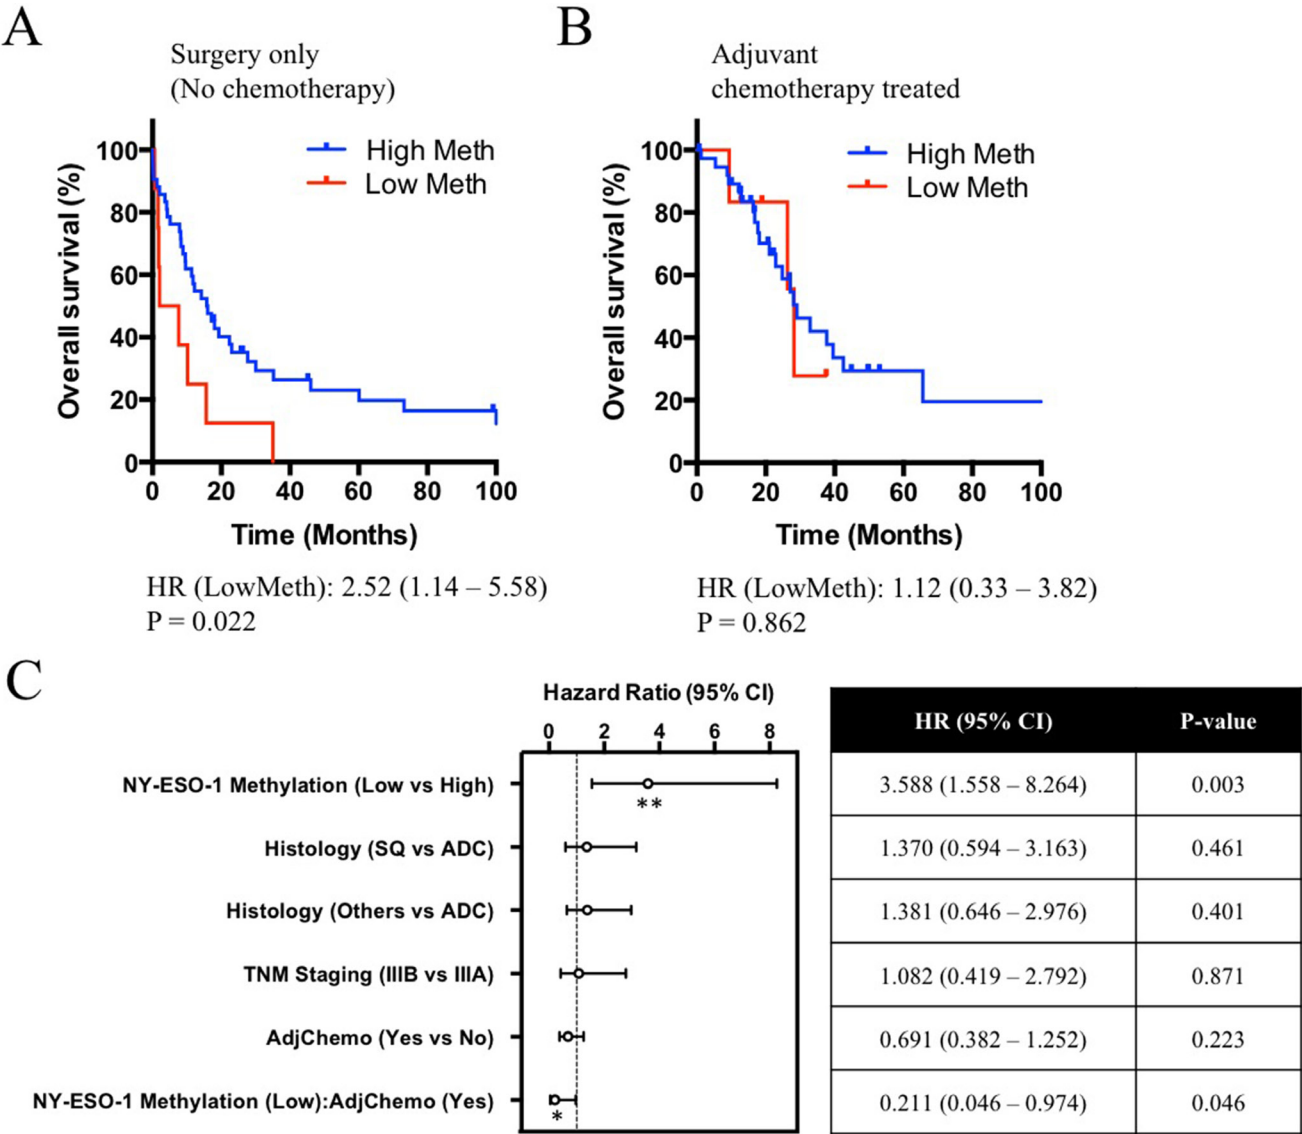 A
Surgery only
(No chemotherapy)
Overall survival (%)
100
80
60
40
20
0
High Meth
Low Meth
0 20 40 60 80 100
Time (Months)
HR (LowMeth): 2.52 (1.14 – 5.58)
P = 0.022
B
Adjuvant
chemotherapy treated
Overall survival (%)
100
80
60
40
20
0
High Meth
Low Meth
0 20 40 60 80 100
Time (Months)
HR (LowMeth): 1.12 (0.33 – 3.82)
P = 0.862
C
Hazard Ratio (95% CI)
0 2 4 6 8
HR (95% CI) P-value
NY-ESO-1 Methylation (Low vs High) 3.588 (1.558 – 8.264) 0.003
**
Histology (SQ vs ADC) 1.370 (0.594 – 3.163) 0.461
Histology (Others vs ADC) 1.381 (0.646 – 2.976) 0.401
TNM Staging (IIIB vs IIIA) 1.082 (0.419 – 2.792) 0.871
AdjChemo (Yes vs No) 0.691 (0.382 – 1.252) 0.223
NY-ESO-1 Methylation (Low):AdjChemo (Yes) 0.211 (0.046 – 0.974) 0.046
*